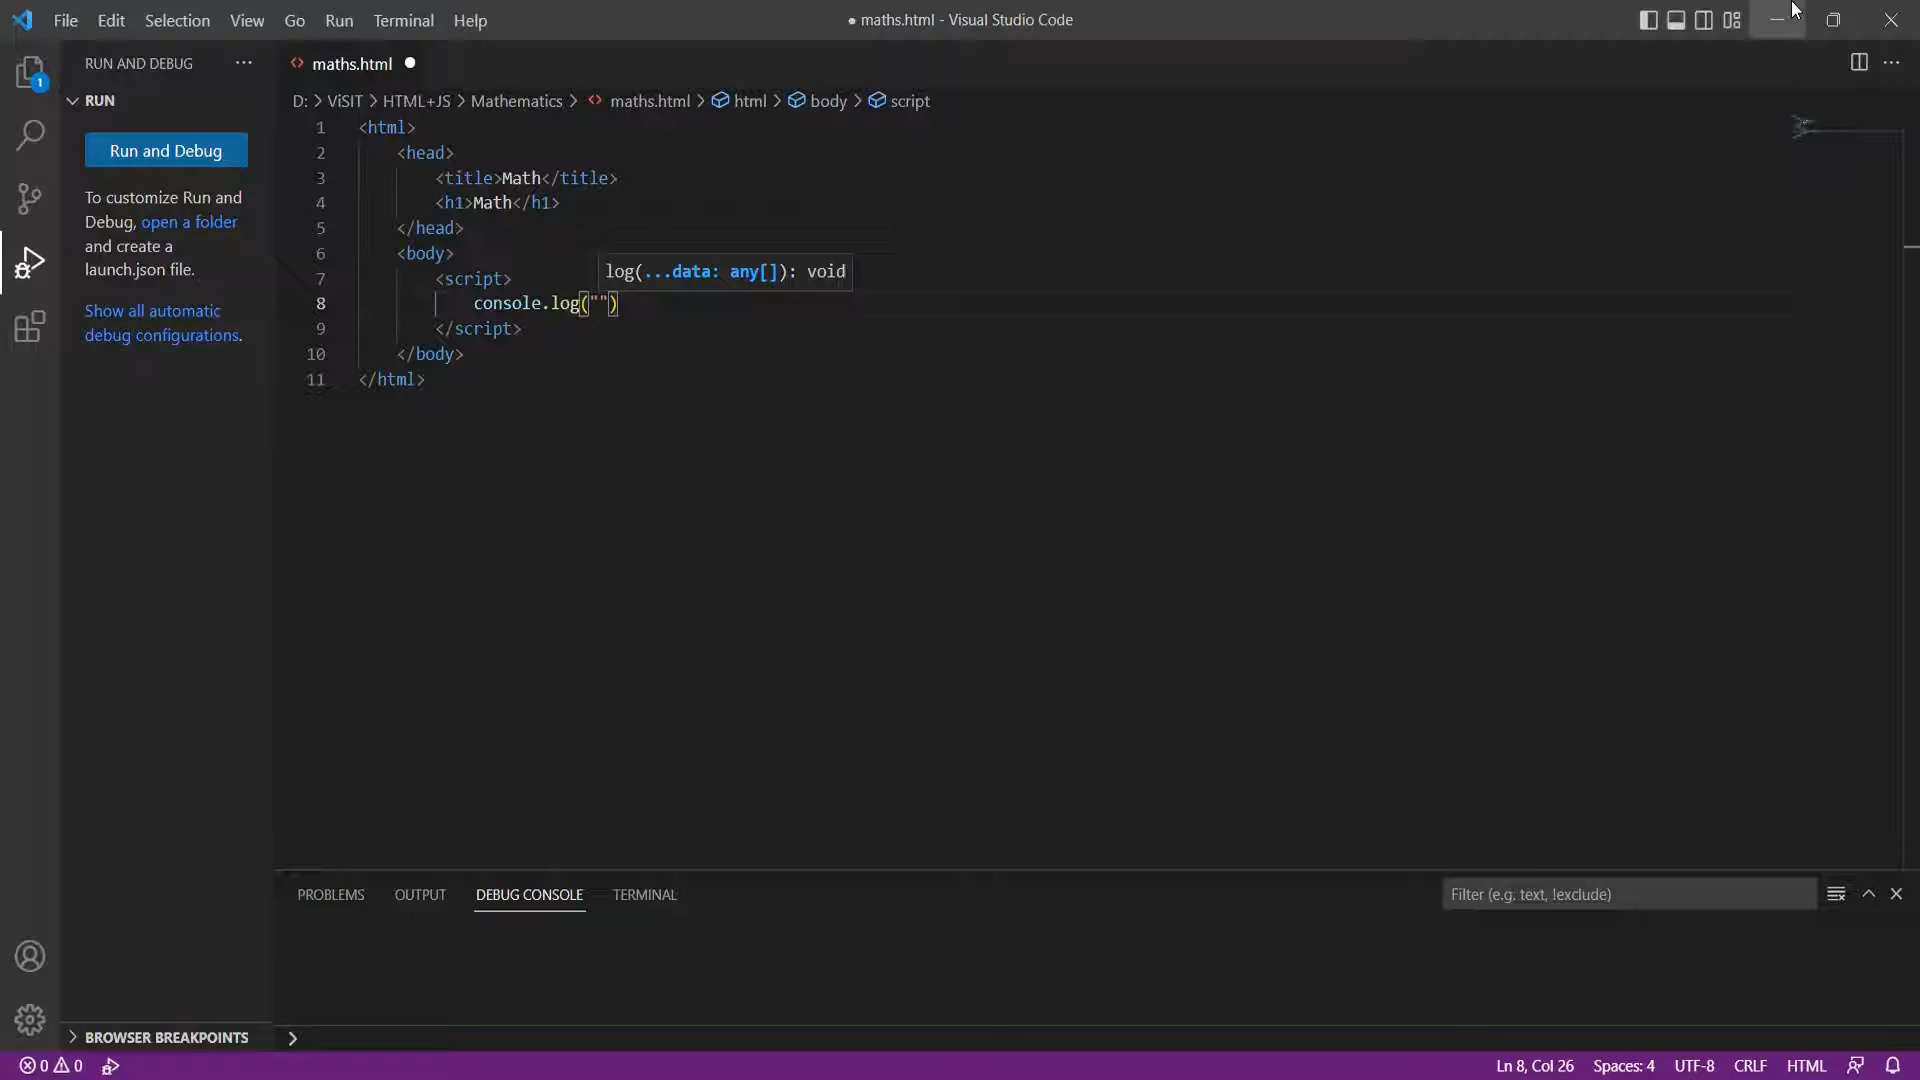 File Edit Selection View Go Run Terminal Help
● maths.html - Visual Studio Code
RUN AND DEBUG ···
maths.html ●
RUN
D: > ViSIT > HTML+JS > Mathematics > <> maths.html > html > body > script
1
Run and Debug
To customize Run and
Debug, open a folder
and create a
launch.json file.
Show all automatic
debug configurations.
1 <html>
2 <head>
3 <title>Math</title>
4 <h1>Math</h1>
5 </head>
6 <body>
log(...data: any[]): void
7 <script>
8 console.log("")
9 </script>
10 </body>
11 </html>
PROBLEMS OUTPUT DEBUG CONSOLE TERMINAL
Filter (e.g. text, !exclude)
BROWSER BREAKPOINTS
>
0 0
Ln 8, Col 26 Spaces: 4 UTF-8 CRLF HTML